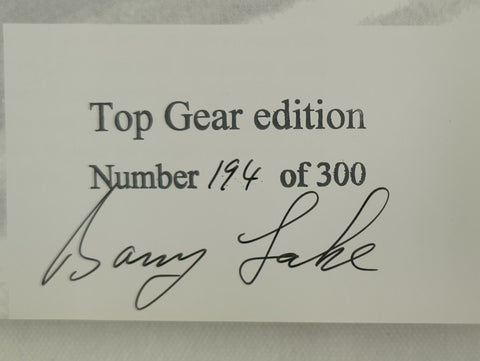 Top Gear edition
Number 194 of 300
Barry Lake